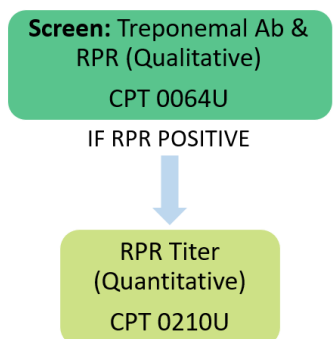 Screen: Treponemal Ab &
RPR (Qualitative)
CPT 0064U
IF RPR POSITIVE
RPR Titer
(Quantitative)
CPT 0210U